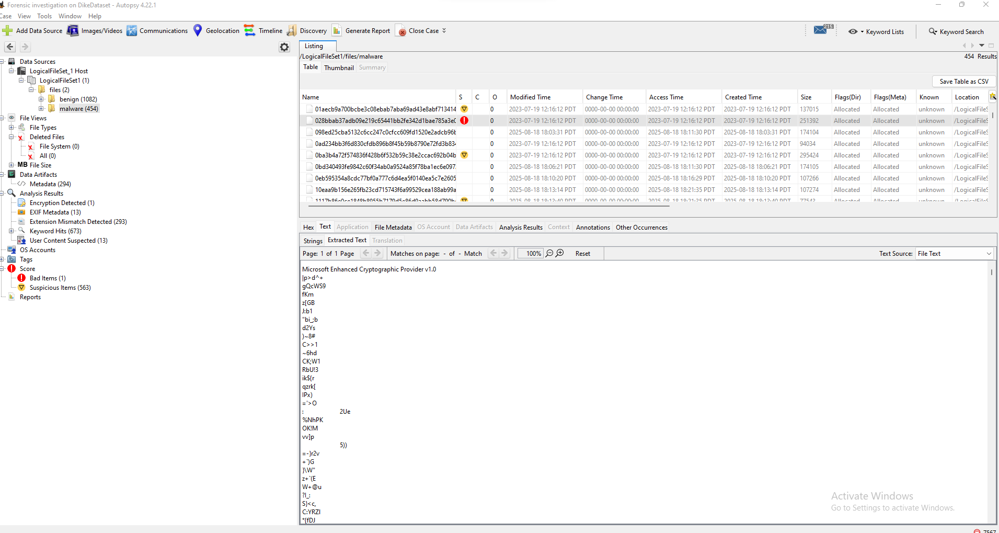 Forensic investigation on DikeDataset - Autopsy 4.22.1
Case View Tools Window Help
Add Data Source Images/Videos Communications Geolocation Timeline Discovery Generate Report Close Case 215 Keyword Lists Keyword Search
Data Sources
LogicalFileSet_1 Host
LogicalFileSet1 (1)
files (2)
benign (1082)
malware (454)
File Views
File Types
Deleted Files
File System (0)
All (0)
MB File Size
Data Artifacts
Metadata (294)
Analysis Results
Encryption Detected (1)
EXIF Metadata (13)
Extension Mismatch Detected (293)
Keyword Hits (673)
User Content Suspected (13)
OS Accounts
Tags
Score
Bad Items (1)
Suspicious Items (563)
Reports
Listing
/LogicalFileSet1/files/malware 454 Results
Table Thumbnail Summary
Save Table as CSV
Name S C O Modified Time Change Time Access Time Created Time Size Flags(Dir) Flags(Meta) Known Location
01aecb9a700bcbe3c08ebab7aba69ad43e8abf713414 0 2023-07-19 12:16:12 PDT 0000-00-00 00:00:00 2023-07-19 12:16:12 PDT 2023-07-19 12:16:12 PDT 137015 Allocated Allocated unknown /LogicalFileS
028bbab37adb09e219c65441bb2fe342d1bae785a3e0 0 2023-07-19 12:16:12 PDT 0000-00-00 00:00:00 2023-07-19 12:16:12 PDT 2023-07-19 12:16:12 PDT 251392 Allocated Allocated unknown /LogicalFileS
098ed25cba5132c6cc247c0cfcc609fd1520e2adcb96b 0 2025-08-18 18:03:31 PDT 0000-00-00 00:00:00 2025-08-18 18:11:30 PDT 2025-08-18 18:03:31 PDT 174104 Allocated Allocated unknown /LogicalFileS
0ad234bb3f6d830cfdb896b8f45b59b8790e72fd3b834 0 2023-07-19 12:16:12 PDT 0000-00-00 00:00:00 2023-07-19 12:16:12 PDT 2023-07-19 12:16:12 PDT 94034 Allocated Allocated unknown /LogicalFileS
0ba3b4a72f574836f428b6f532b59c38e2ccac692b04b 0 2023-07-19 12:16:12 PDT 0000-00-00 00:00:00 2023-07-19 12:16:12 PDT 2023-07-19 12:16:12 PDT 295424 Allocated Allocated unknown /LogicalFileS
0bd340493fe9842c60f34ab0a9524a85f78ba1ec6e097. 0 2025-08-18 18:06:21 PDT 0000-00-00 00:00:00 2025-08-18 18:11:30 PDT 2025-08-18 18:06:21 PDT 174105 Allocated Allocated unknown /LogicalFileS
0eb595354a8cdc77bf0a777c6d4ea5f0140ea5c7e2605 0 2025-08-18 18:10:20 PDT 0000-00-00 00:00:00 2025-08-18 18:16:29 PDT 2025-08-18 18:10:20 PDT 107266 Allocated Allocated unknown /LogicalFileS
10eaa9b156e265fb23cd715743f6a99529cea188ab99a 0 2025-08-18 18:13:14 PDT 0000-00-00 00:00:00 2025-08-18 18:21:35 PDT 2025-08-18 18:13:14 PDT 107274 Allocated Allocated unknown /LogicalFileS
Hex Text Application File Metadata OS Account Data Artifacts Analysis Results Context Annotations Other Occurrences
Strings Extracted Text Translation
Page: 1 of 1 Page Matches on page: - of - Match 100% Reset Text Source: File Text
Microsoft Enhanced Cryptographic Provider v1.0
|p>d^+
gQcWS9
fKm
z[GB
J:b1
"bi_;b
d2Ys
)~8#
C>>1
~6hd
CK;W1
RbU!3
ik${r
qzrk[
IPx)
='>O
: 2Ue
%NhPK
OK!M
vv]p
5))
=-}r2v
+`)G
}\W"
z+`(E
W+@u
?I_:
S}<c,
C;YRZI
*{fDJ
Activate Windows
Go to Settings to activate Windows.
7567